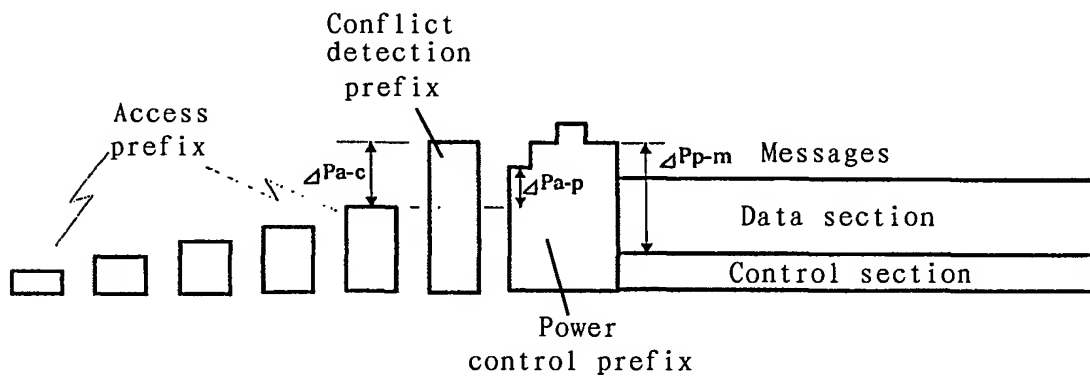 Conflict
detection
prefix
Access
prefix
⊿Pa-c
⊿Pa-p
⊿Pp-m
Messages
Data section
Control section
Power
control prefix